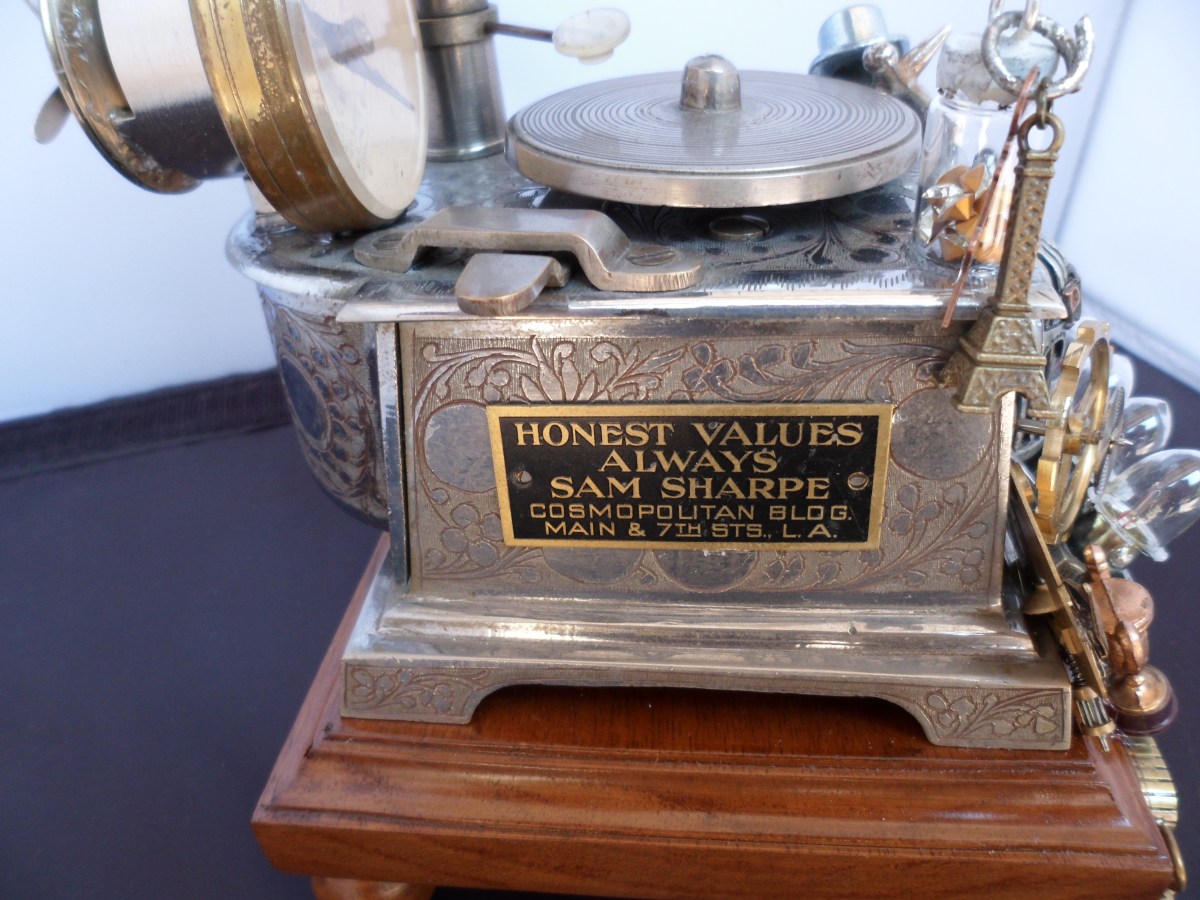 HONEST VALUES
ALWAYS
SAM SHARPE
COSMOPOLITAN BLDG.
MAIN & 7TH STS., L.A.